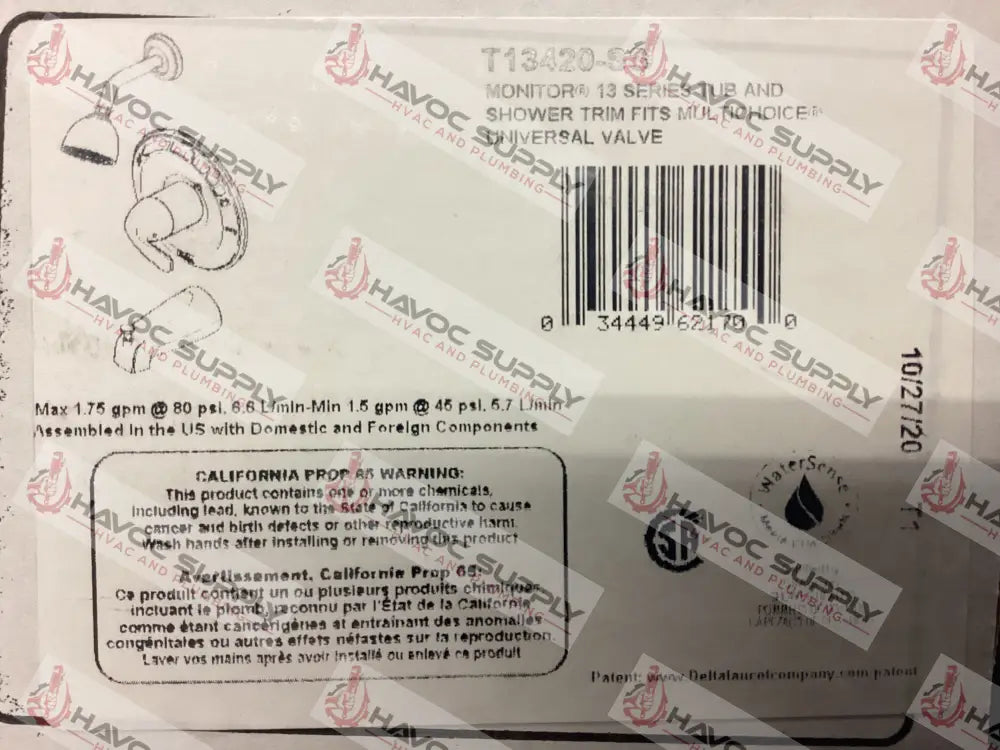 MONITOR® 13 SERIES TUB AND
SHOWER TRIM FITS MULTICHOICE®
UNIVERSAL VALVE
0 34449 62170 0
10/27/20 T1
Max 1.75 gpm @ 80 psi, 6.6 L/min-Min 1.5 gpm @ 45 psi, 5.7 L/min
Assembled in the US with Domestic and Foreign Components
CALIFORNIA PROP 65 WARNING:
This product contains one or more chemicals,
including lead, known to the State of California to cause
cancer and birth defects or other reproductive harm.
Wash hands after installing or removing this product
Avertissement, California Prop 65:
Ce produit contient un ou plusieurs produits chimiques,
incluant le plomb, reconnu par l'État de la Californie
comme étant cancérigènes et entraînant des anomalies
congénitales ou autres effets néfastes sur la reproduction.
Laver vos mains après avoir installé ou enlevé ce produit
WaterSense
Patent: www.Deltafaucetcompany.com/patent
HAVOC SUPPLY
HVAC AND PLUMBING